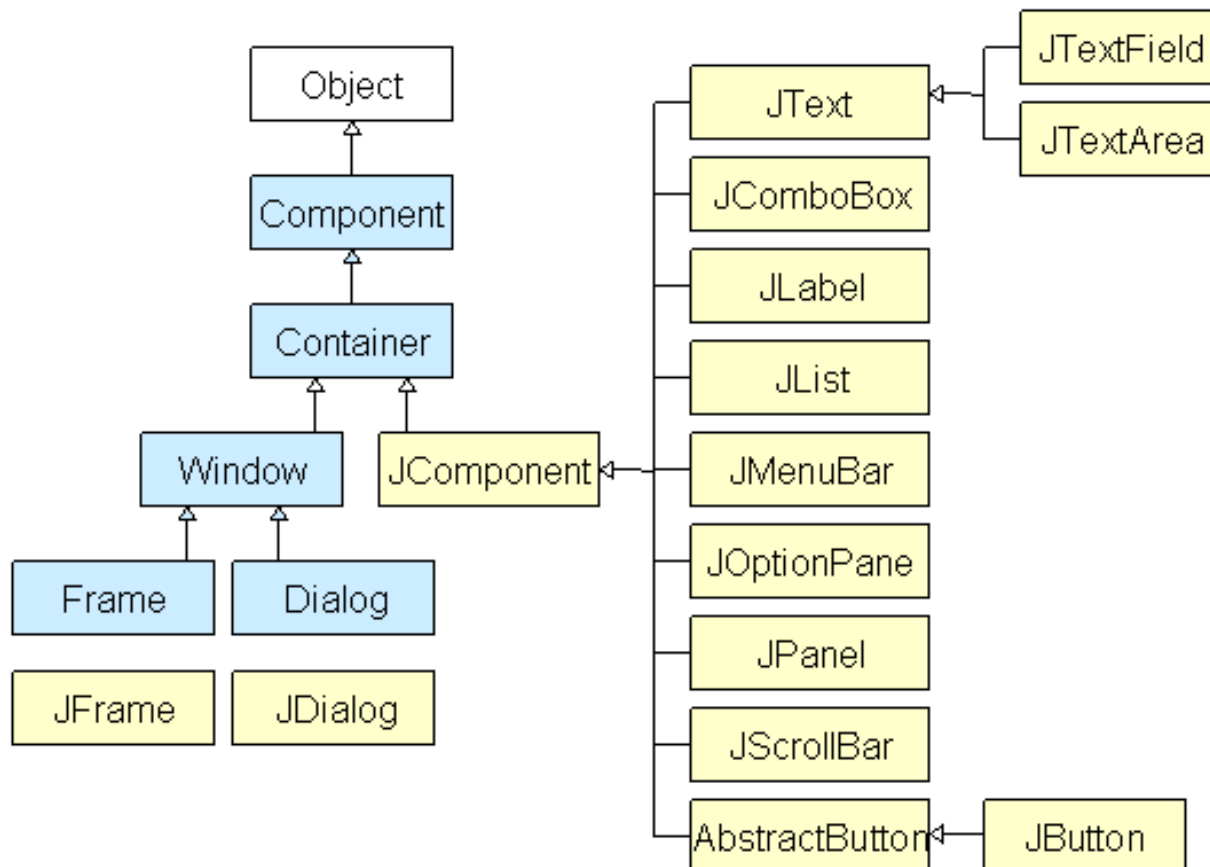 Object
Component
Container
Window
JComponent
Frame
Dialog
JFrame
JDialog
JText
JComboBox
JLabel
JList
JMenuBar
JOptionPane
JPanel
JScrollBar
AbstractButton
JTextField
JTextArea
JButton